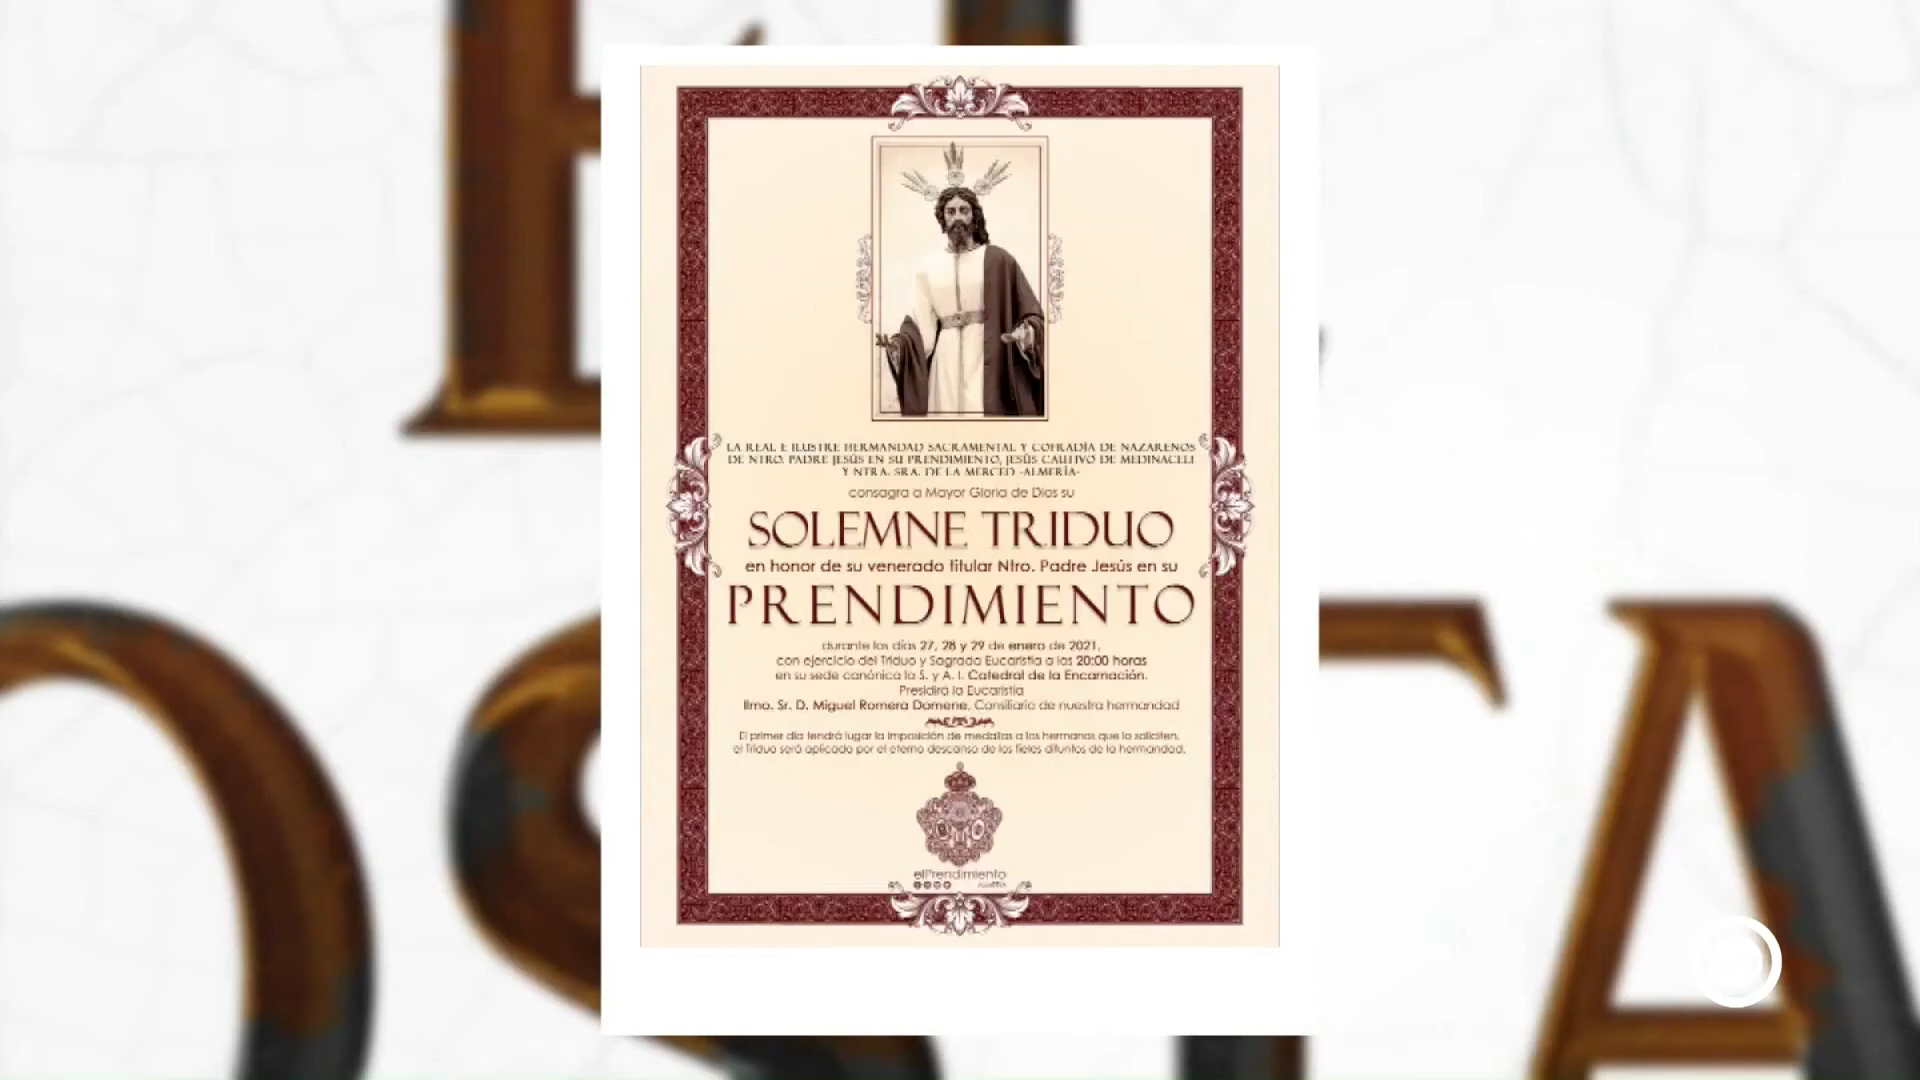 LA REAL E ILUSTRE HERMANDAD SACRAMENTAL Y COFRADÍA DE NAZARENOS
DE NTRO. PADRE JESÚS EN SU PRENDIMIENTO, JESÚS CAUTIVO DE MEDINACELI
Y NTRA. SRA. DE LA MERCED -ALMERÍA-
consagra a Mayor Gloria de Dios su
SOLEMNE TRIDUO
en honor de su venerado titular Ntro. Padre Jesús en su
PRENDIMIENTO
durante los días 27, 28 y 29 de enero de 2021,
con ejercicio del Triduo y Sagrada Eucaristía a las 20:00 horas
en su sede canónica la S. y A. I. Catedral de la Encarnación.
Presidirá la Eucaristía
Ilmo. Sr. D. Miguel Romera Domene, Consiliario de nuestra hermandad
El primer día tendrá lugar la imposición de medallas a los hermanos que lo soliciten,
el Triduo será aplicado por el eterno descanso de los fieles difuntos de la hermandad.
elPrendimiento